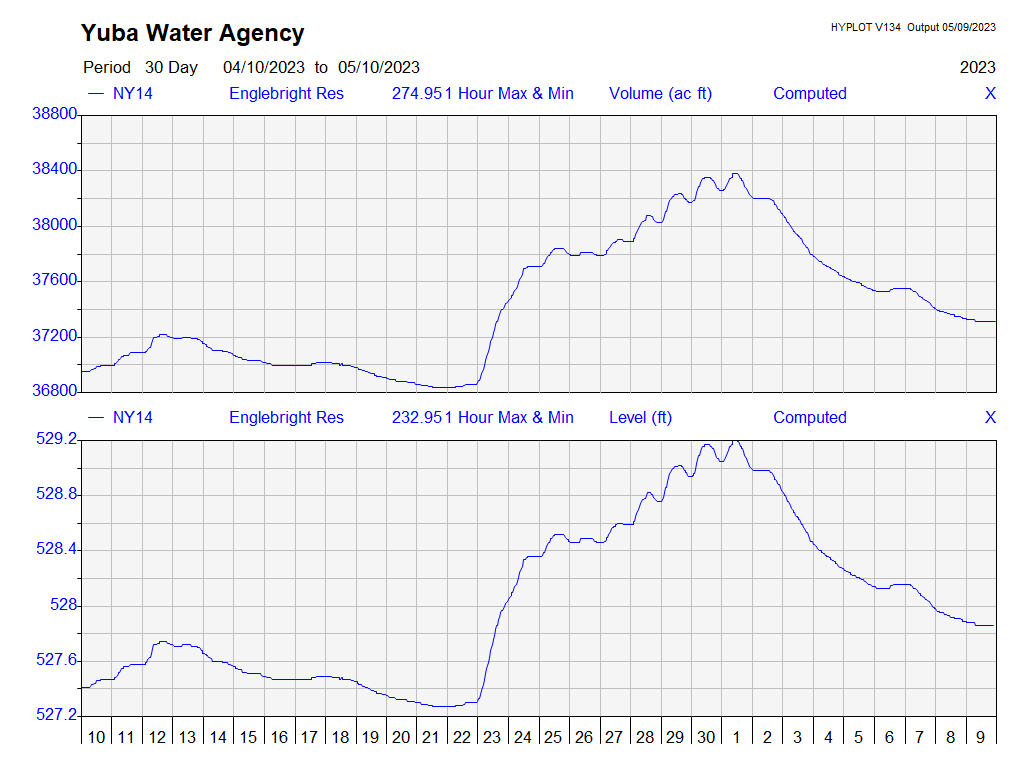 Yuba Water Agency
HYPLOT V134 Output 05/09/2023
Period 30 Day 04/10/2023 to 05/10/2023 2023
NY14 Englebright Res 274.951 Hour Max & Min Volume (ac ft) Computed X
38800
38400
38000
37600
37200
36800
NY14 Englebright Res 232.951 Hour Max & Min Level (ft) Computed X
529.2
528.8
528.4
528
527.6
527.2
10 11 12 13 14 15 16 17 18 19 20 21 22 23 24 25 26 27 28 29 30 1 2 3 4 5 6 7 8 9